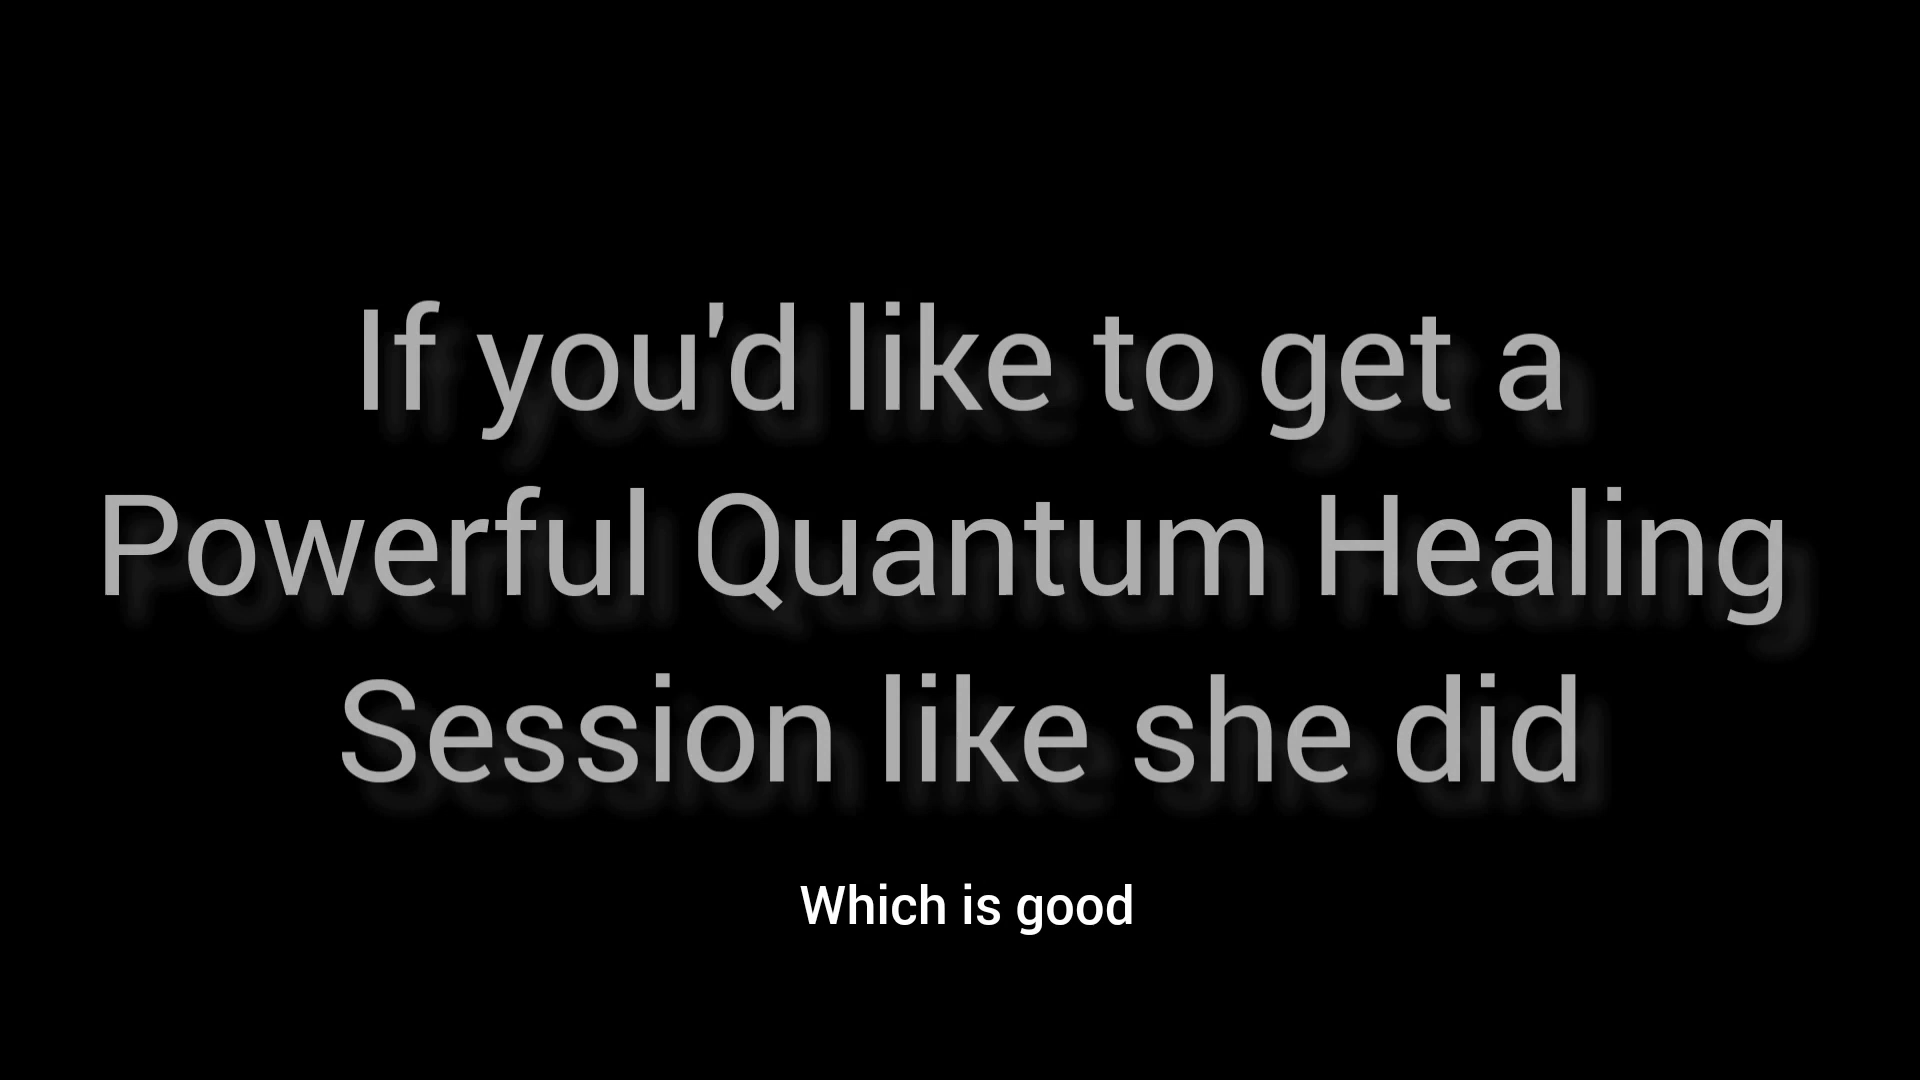 If you'd like to get a
Powerful Quantum Healing
Session like she did
Which is good